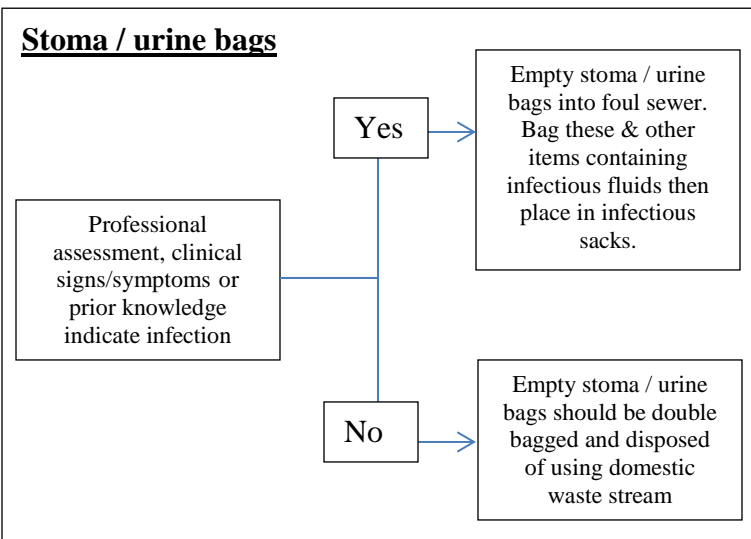 Stoma / urine bags
Yes
Empty stoma / urine
bags into foul sewer.
Bag these & other
items containing
infectious fluids then
place in infectious
sacks.
Professional
assessment, clinical
signs/symptoms or
prior knowledge
indicate infection
No
Empty stoma / urine
bags should be double
bagged and disposed
of using domestic
waste stream